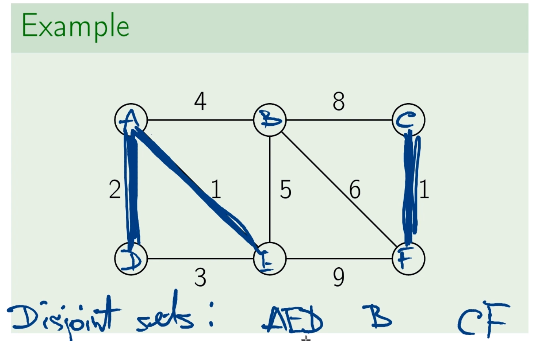 Example
4 8
A B C
2 1 5 6 1
D E F
3 9
Disjoint sets : AED B CF